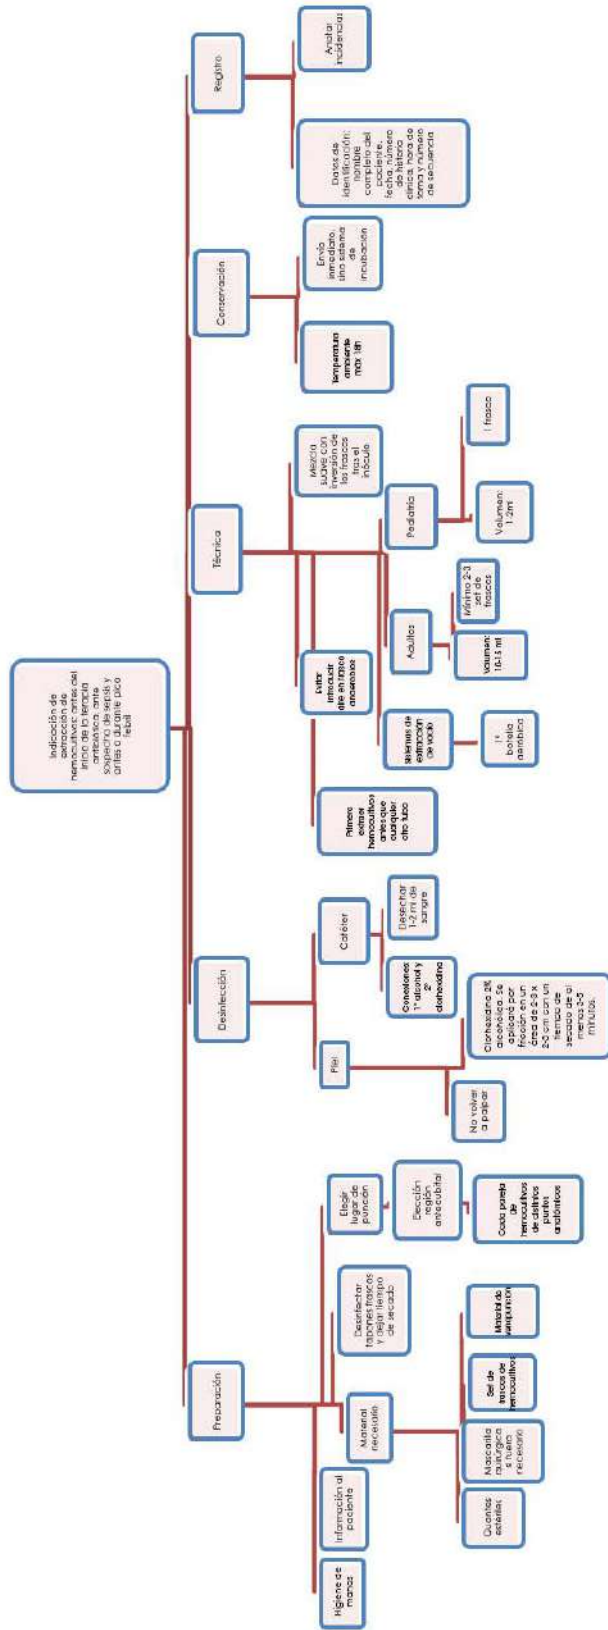 Indicación de
extracción de
hemocultivos: antes del
inicio de la terapia
antibiótica, ante
sospecha de sepsis y
antes o durante pico
febril
Preparación
Higiene de
manos
Información al
paciente
Material
necesario
Guantes
estériles
Mascarilla
quirúrgica
si fuera
necesario
Set de
frascos de
hemocultivos
Material de
venopunción
Desinfectar
tapones frascos
y dejar tiempo
de secado
Elegir
lugar de
punción
Elección
región
antecubital
Cada pareja
de
hemocultivos
de distintos
puntos
anatómicos
Desinfección
Piel
No volver
a palpar
Clorhexidina 2%
alcohólica. Se
aplicará por
fricción en un
área de 2-3 x
2-3 cm con un
tiempo de
secado de al
menos 3-5
minutos.
Catéter
Conexiones:
1º alcohol y
2º
clorhexidina
Desechar
1-2 ml de
sangre
Técnica
Primero
extraer
hemocultivos
antes que
cualquier
otro tubo
Evitar
introducir
aire en frasco
anaerobios
Sistemas de
extracción
de vacío
1º
botella
aeróbica
Adultos
Volumen:
10-15 ml
Mínimo 2-3
set de
frascos
Pediatría
Volumen:
1-2ml
1 frasco
Mezcla
suave con
inversión de
los frascos
tras el
inóculo
Conservación
Temperatura
ambiente
máx 18h
Envío
inmediato,
sino sistema
de
incubación
Registro
Datos de
identificación:
nombre
completo del
paciente,
fecha, número
de historia
clínica, hora de
toma y número
de secuencia
Anotar
incidencias